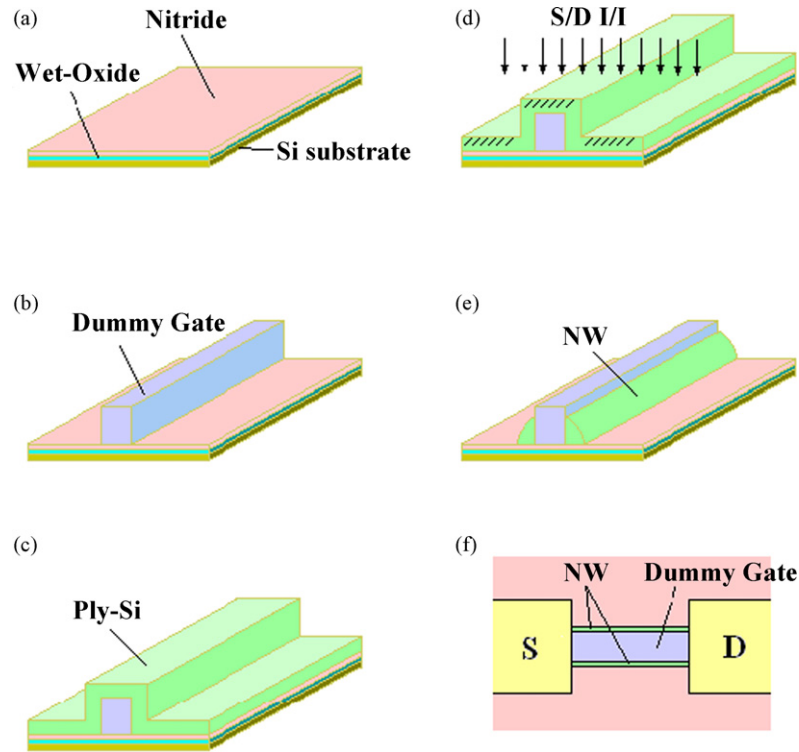 (a)
Nitride
Wet-Oxide
Si substrate
(b)
Dummy Gate
(c)
Ply-Si
(d)
S/D I/I
(e)
NW
(f)
NW
Dummy Gate
S
D